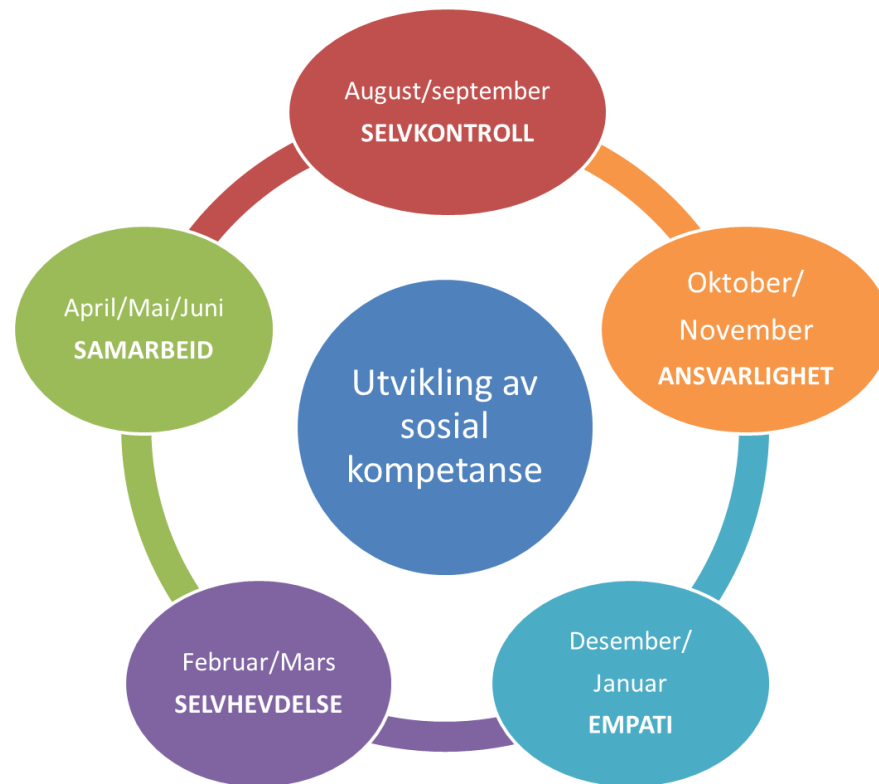 August/september
SELVKONTROLL
Oktober/
November
ANSVARLIGHET
Desember/
Januar
EMPATI
Februar/Mars
SELVHEVDELSE
April/Mai/Juni
SAMARBEID
Utvikling av
sosial
kompetanse